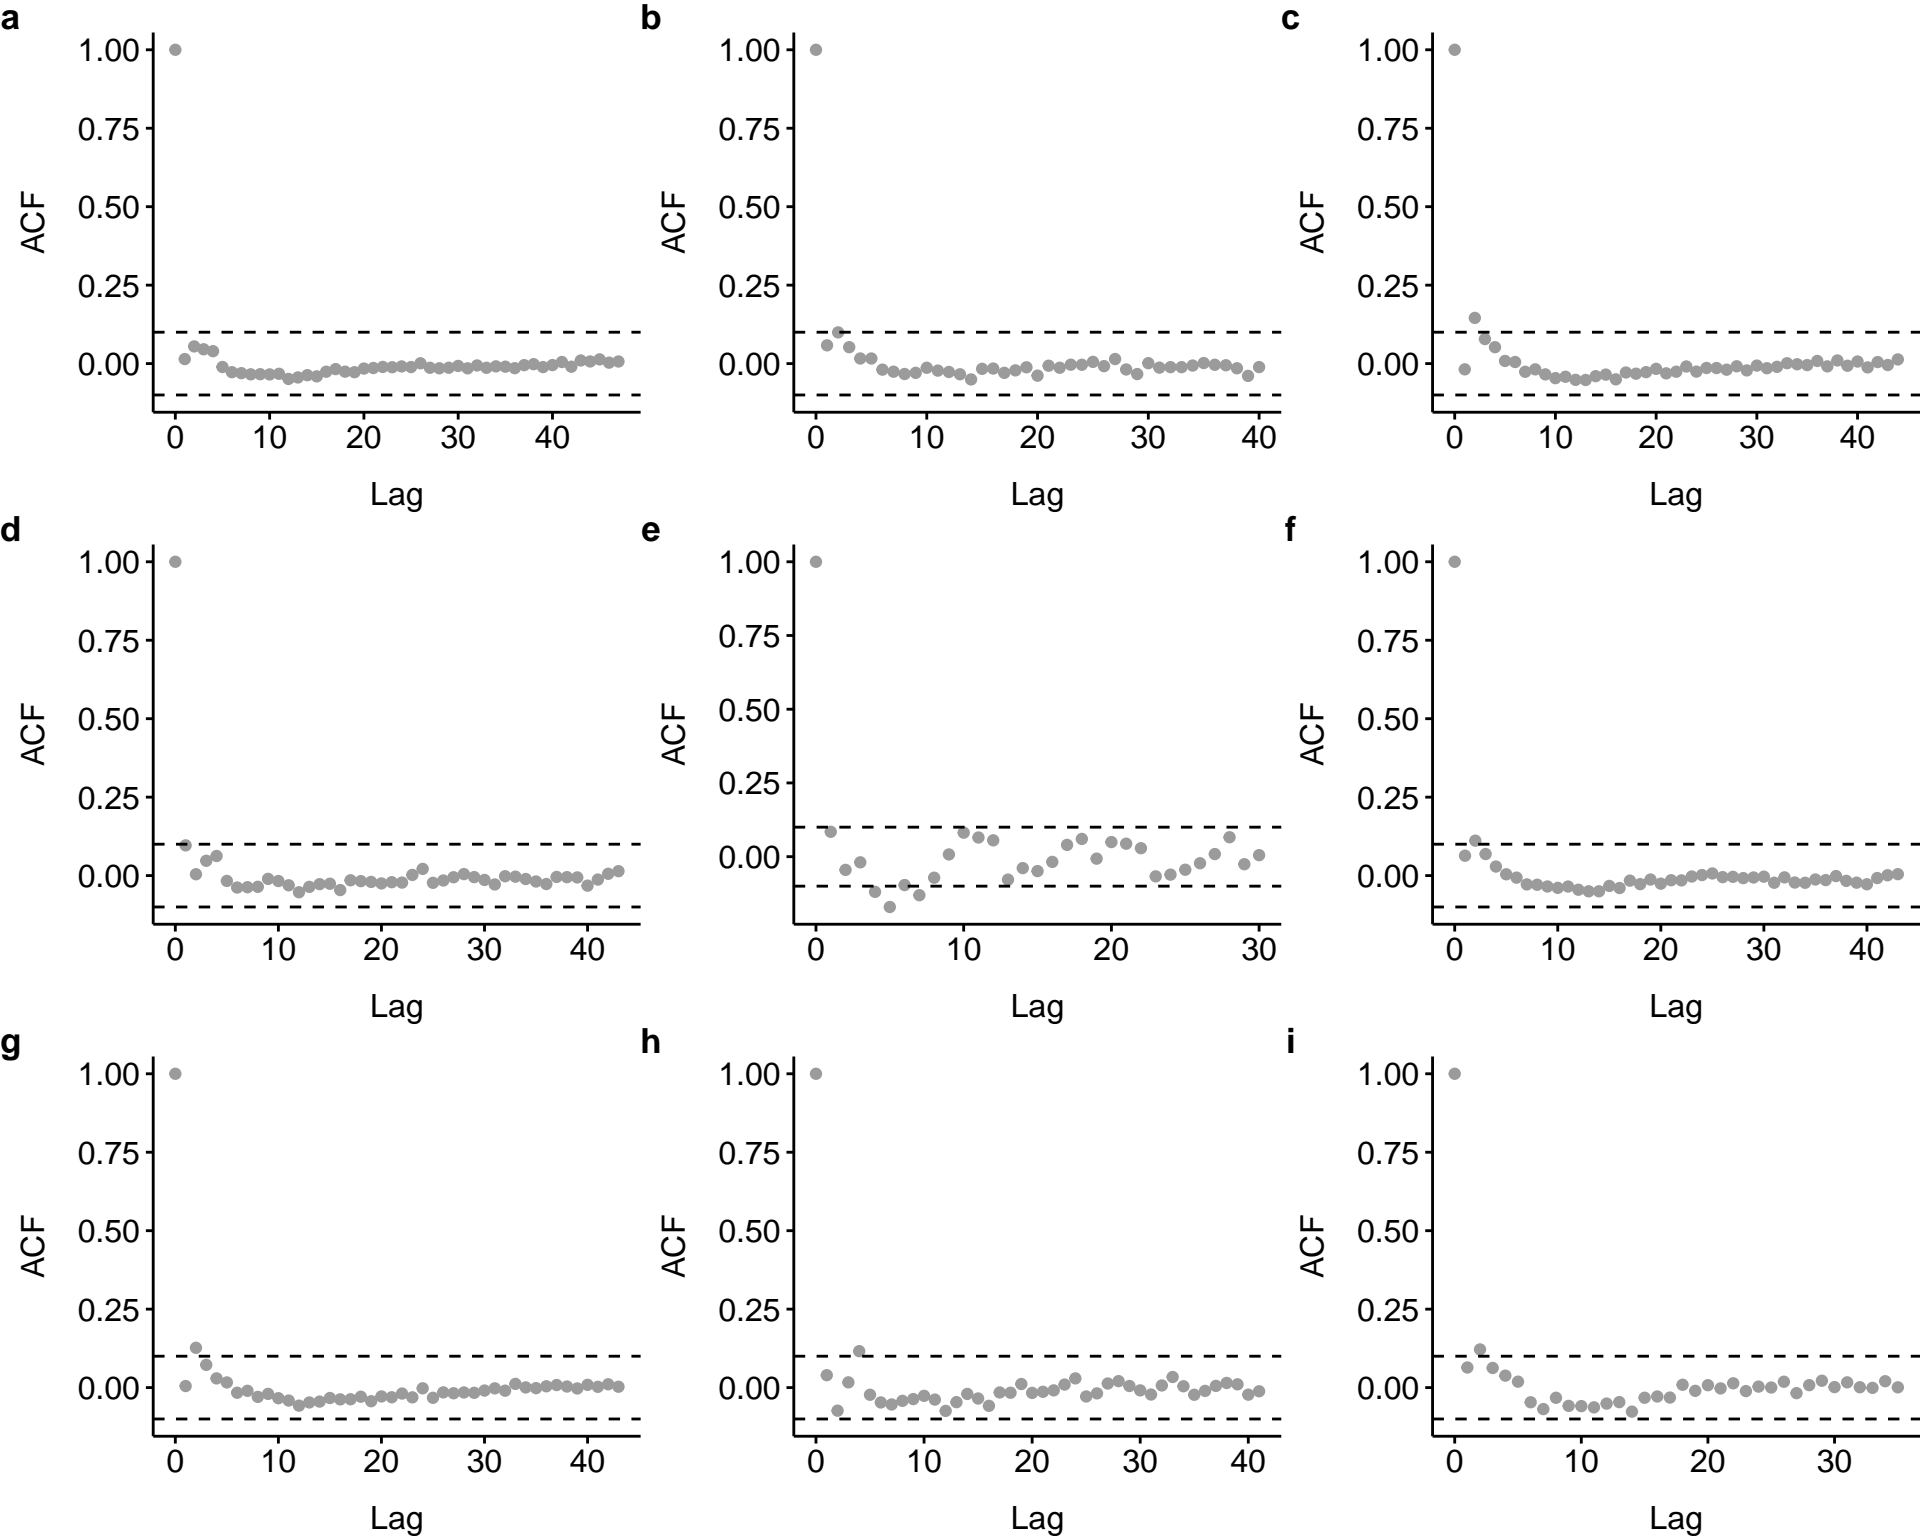 a b c
1.00 1.00 1.00
0.75 0.75 0.75
0.50 0.50 0.50
ACF ACF ACF
0.25 0.25 0.25
0.00 0.00 0.00
0 10 20 30 40 0 10 20 30 40 0 10 20 30 40
Lag Lag Lag
d e f
1.00 1.00 1.00
0.75 0.75 0.75
0.50 0.50 0.50
ACF ACF ACF
0.25 0.25 0.25
0.00 0.00 0.00
0 10 20 30 40 0 10 20 30 0 10 20 30 40
Lag Lag Lag
g h i
1.00 1.00 1.00
0.75 0.75 0.75
0.50 0.50 0.50
ACF ACF ACF
0.25 0.25 0.25
0.00 0.00 0.00
0 10 20 30 40 0 10 20 30 40 0 10 20 30
Lag Lag Lag